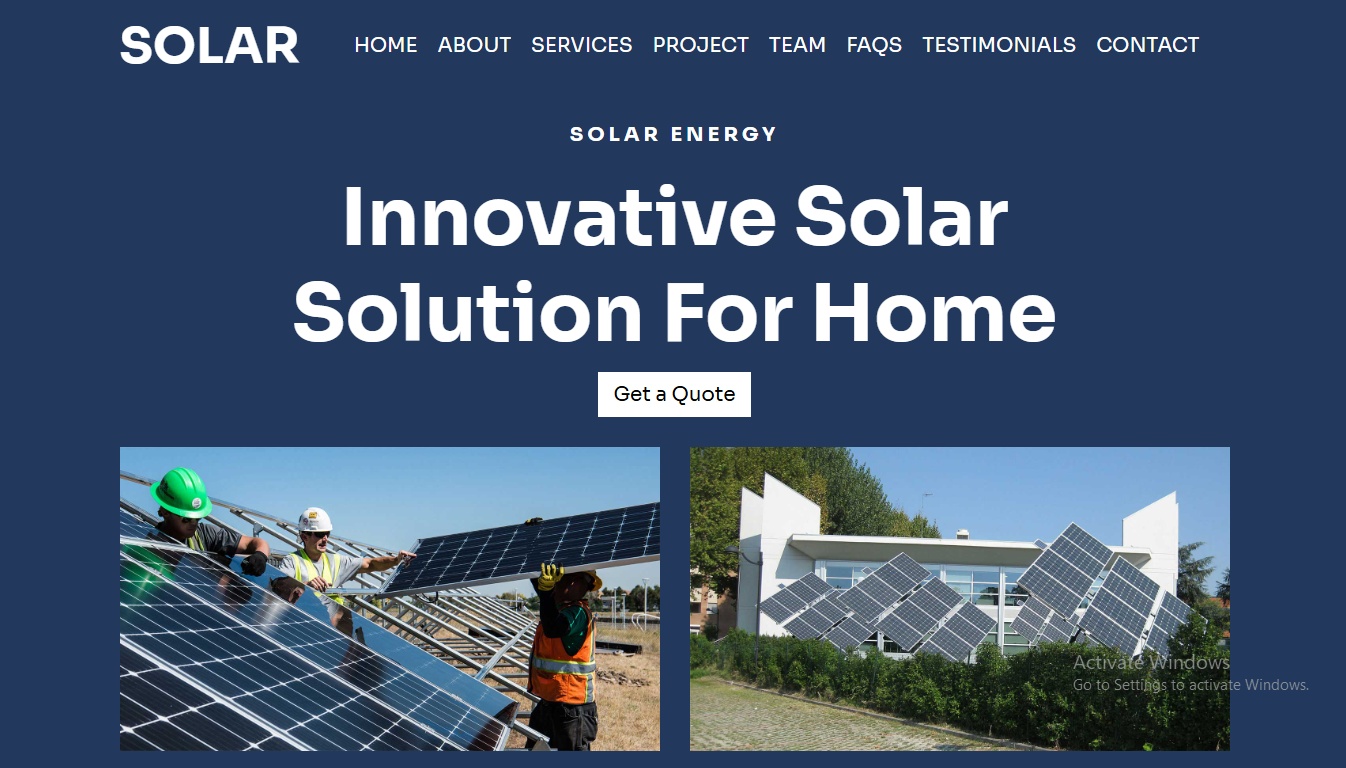 SOLAR
HOME ABOUT SERVICES PROJECT TEAM FAQS TESTIMONIALS CONTACT
SOLAR ENERGY
Innovative Solar
Solution For Home
Get a Quote
Activate Windows
Go to Settings to activate Windows.